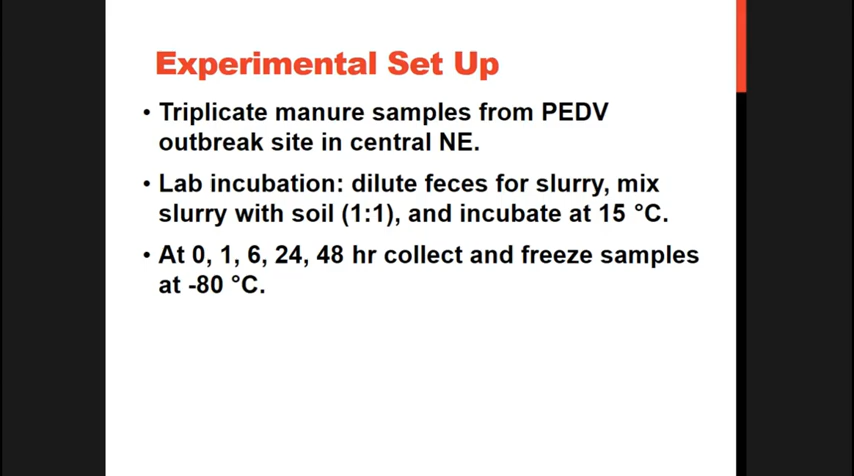 Experimental Set Up
• Triplicate manure samples from PEDV
outbreak site in central NE.
• Lab incubation: dilute feces for slurry, mix
slurry with soil (1:1), and incubate at 15 °C.
• At 0, 1, 6, 24, 48 hr collect and freeze samples
at -80 °C.